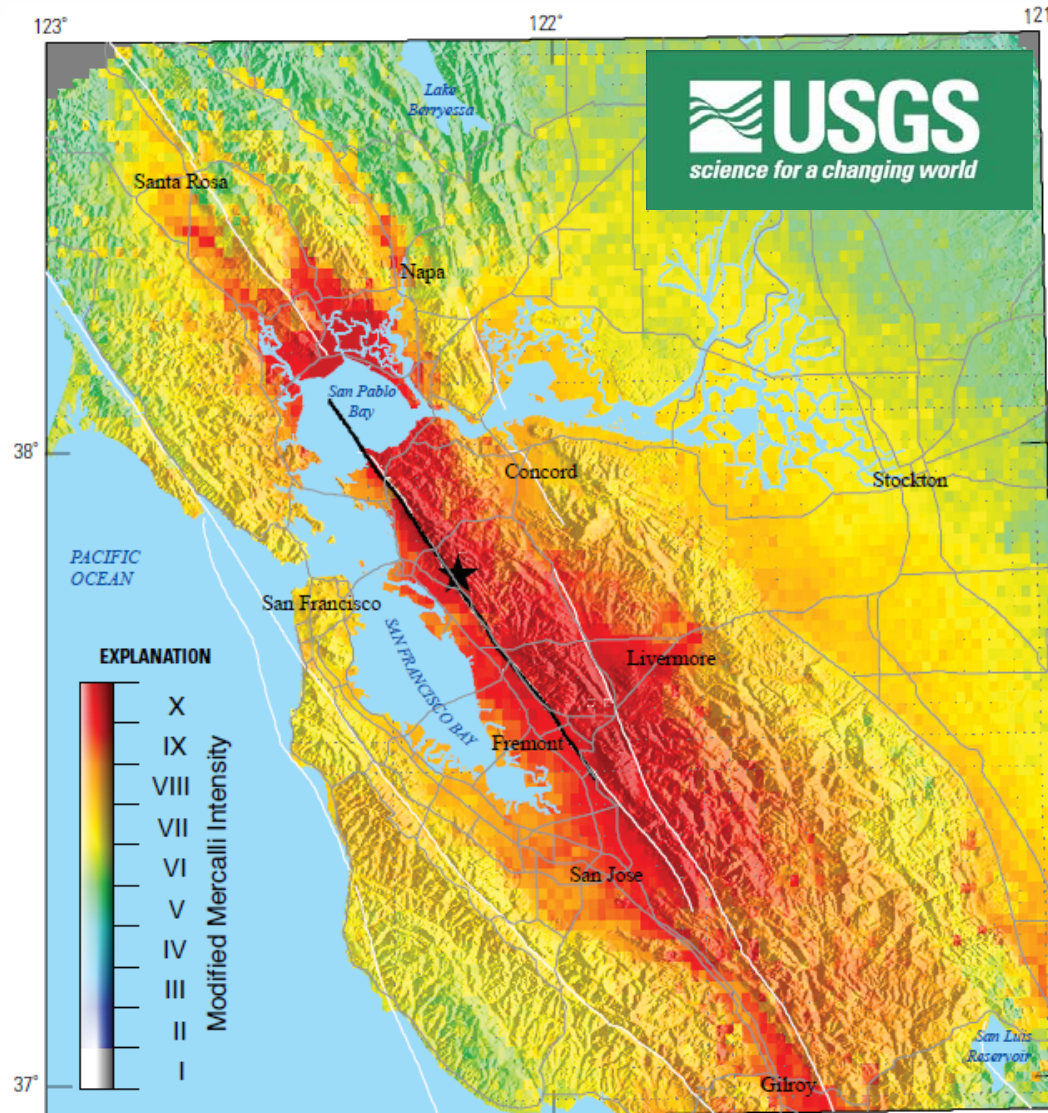 123°
122°
121
Lake
Berryessa
USGS
science for a changing world
Santa Rosa
Napa
San Pablo
Bay
38°
Concord
Stockton
PACIFIC
OCEAN
San Francisco
SAN FRANCISCO BAY
Livermore
Fremont
San Jose
EXPLANATION
X
IX
VIII
VII
VI
V
IV
III
II
I
Modified Mercalli Intensity
San Luis
Reservoir
37°
Gilroy